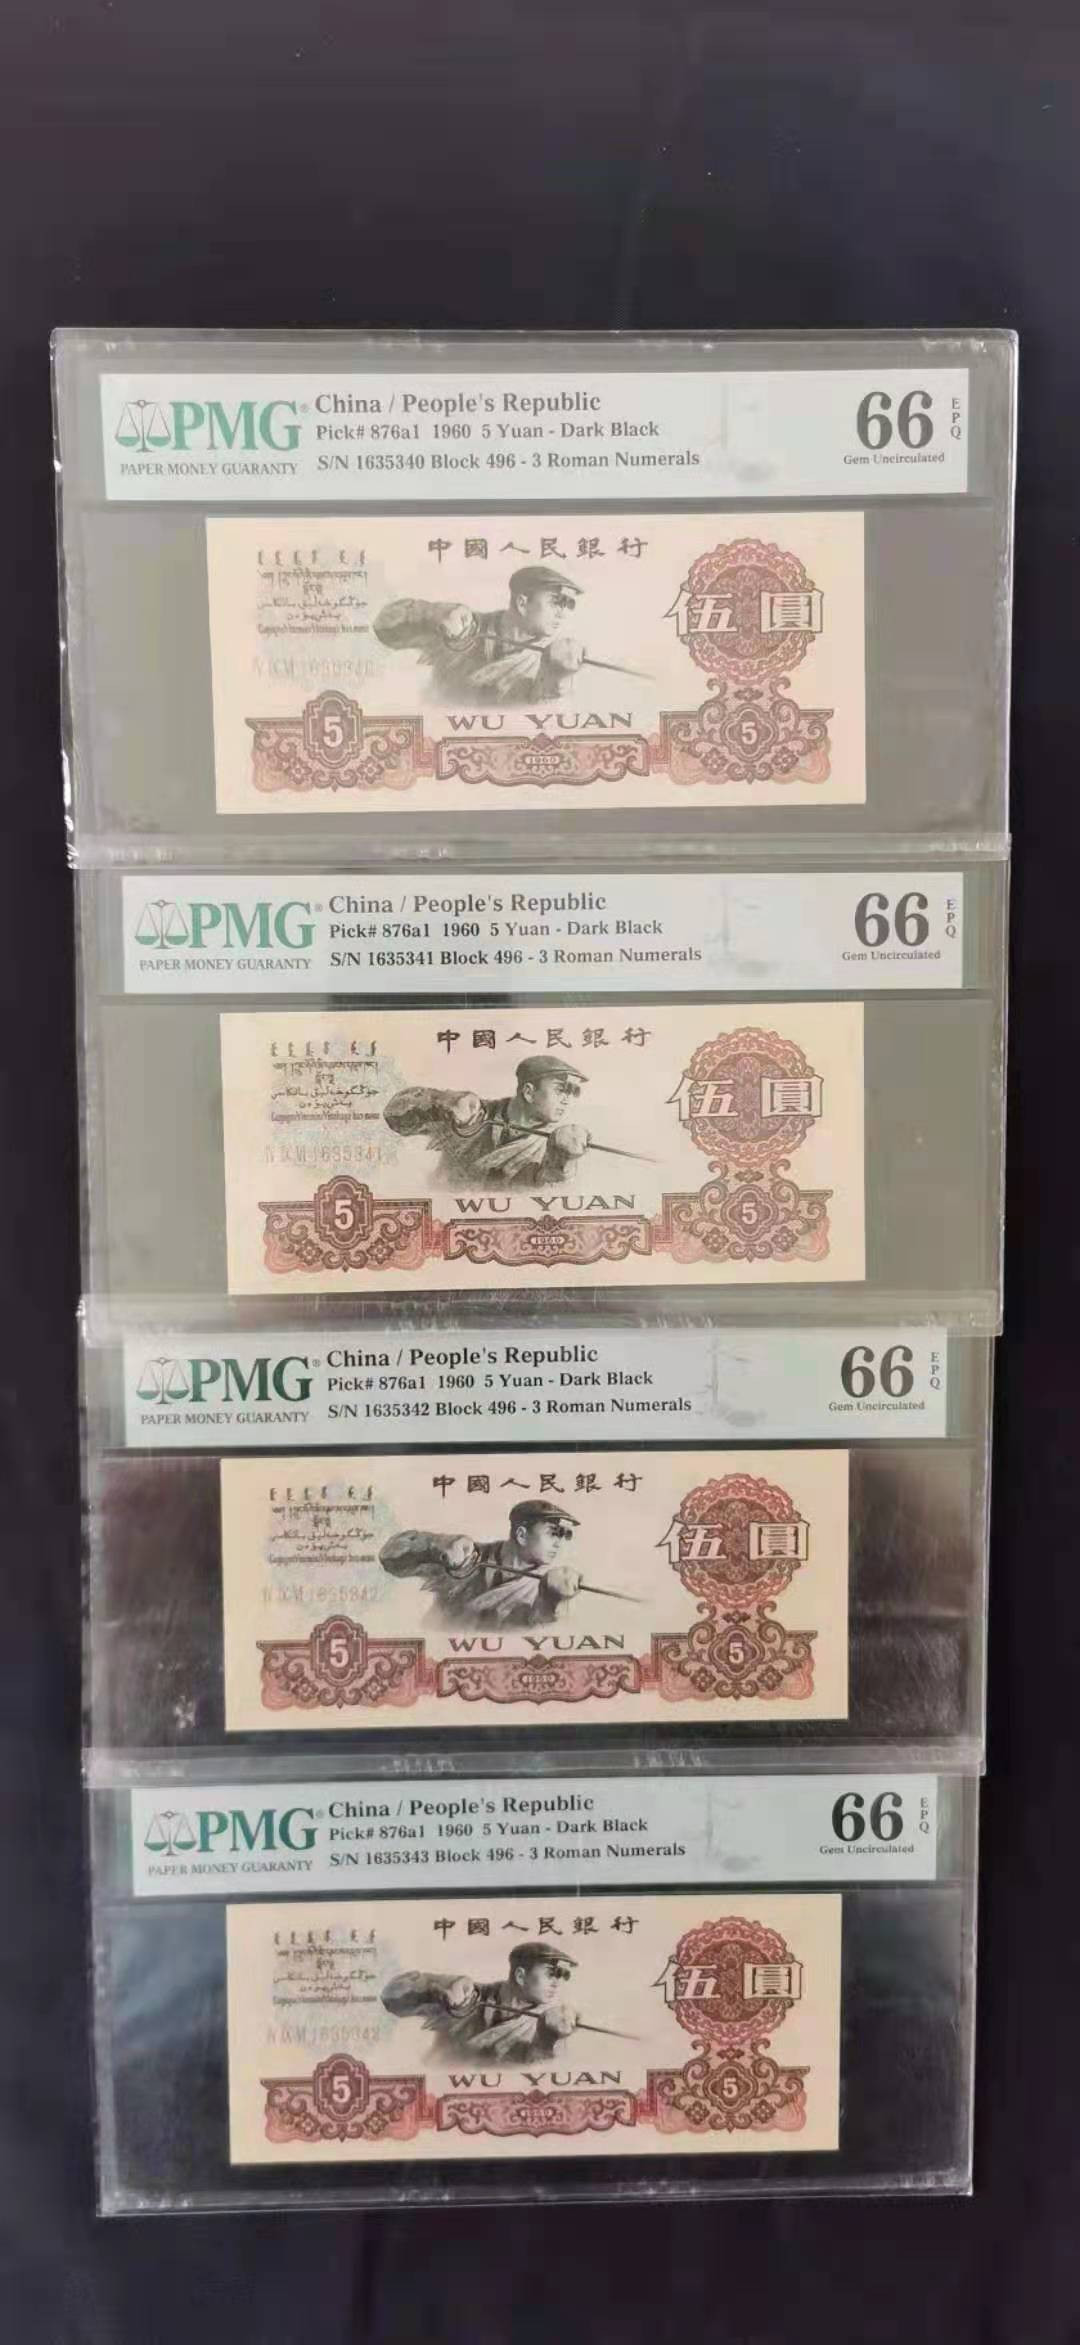 PMG
PAPER MONEY GUARANTY
China / People's Republic
Pick# 876a1 1960 5 Yuan - Dark Black
S/N 1635340 Block 496 - 3 Roman Numerals
66 EPQ
Gem Uncirculated
中國人民銀行
伍圓
5
WU YUAN
5
1960
PMG
PAPER MONEY GUARANTY
China / People's Republic
Pick# 876a1 1960 5 Yuan - Dark Black
S/N 1635341 Block 496 - 3 Roman Numerals
66 EPQ
Gem Uncirculated
中國人民銀行
伍圓
1635341
5
WU YUAN
5
1960
PMG
PAPER MONEY GUARANTY
China / People's Republic
Pick# 876a1 1960 5 Yuan - Dark Black
S/N 1635342 Block 496 - 3 Roman Numerals
66 EPQ
Gem Uncirculated
中國人民銀行
伍圓
5
WU YUAN
5
1960
PMG
PAPER MONEY GUARANTY
China / People's Republic
Pick# 876a1 1960 5 Yuan - Dark Black
S/N 1635343 Block 496 - 3 Roman Numerals
66 EPQ
Gem Uncirculated
中國人民銀行
伍圓
5
WU YUAN
5